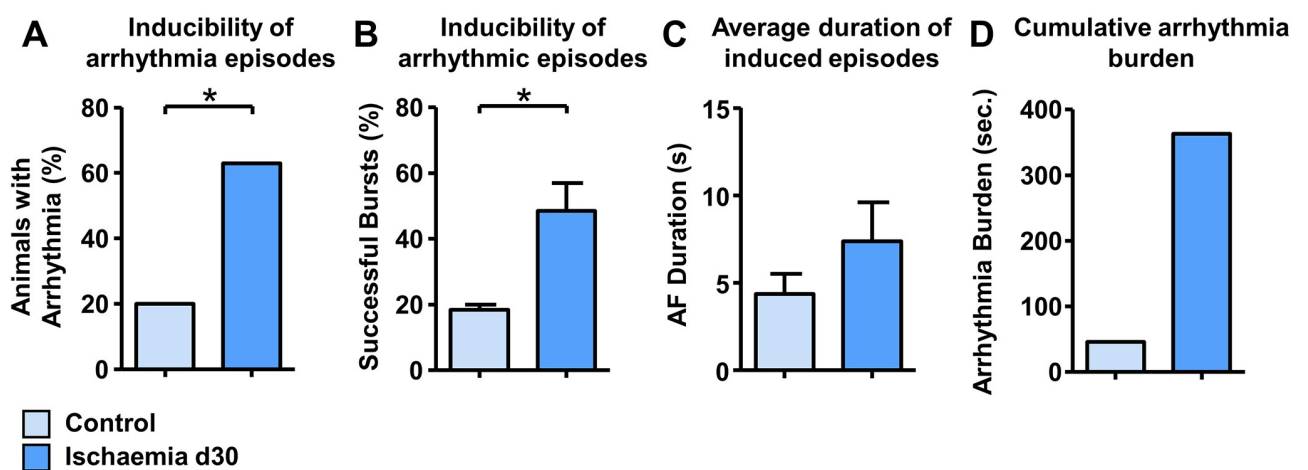 A
Inducibility of
arrhythmia episodes
Animals with
Arrhythmia (%)
80
60
40
20
0
*
B
Inducibility of
arrhythmic episodes
Successful Bursts (%)
80
60
40
20
0
*
C
Average duration of
induced episodes
AF Duration (s)
15
10
5
0
D
Cumulative arrhythmia
burden
Arrhythmia Burden (sec.)
400
300
200
100
0
Control
Ischaemia d30